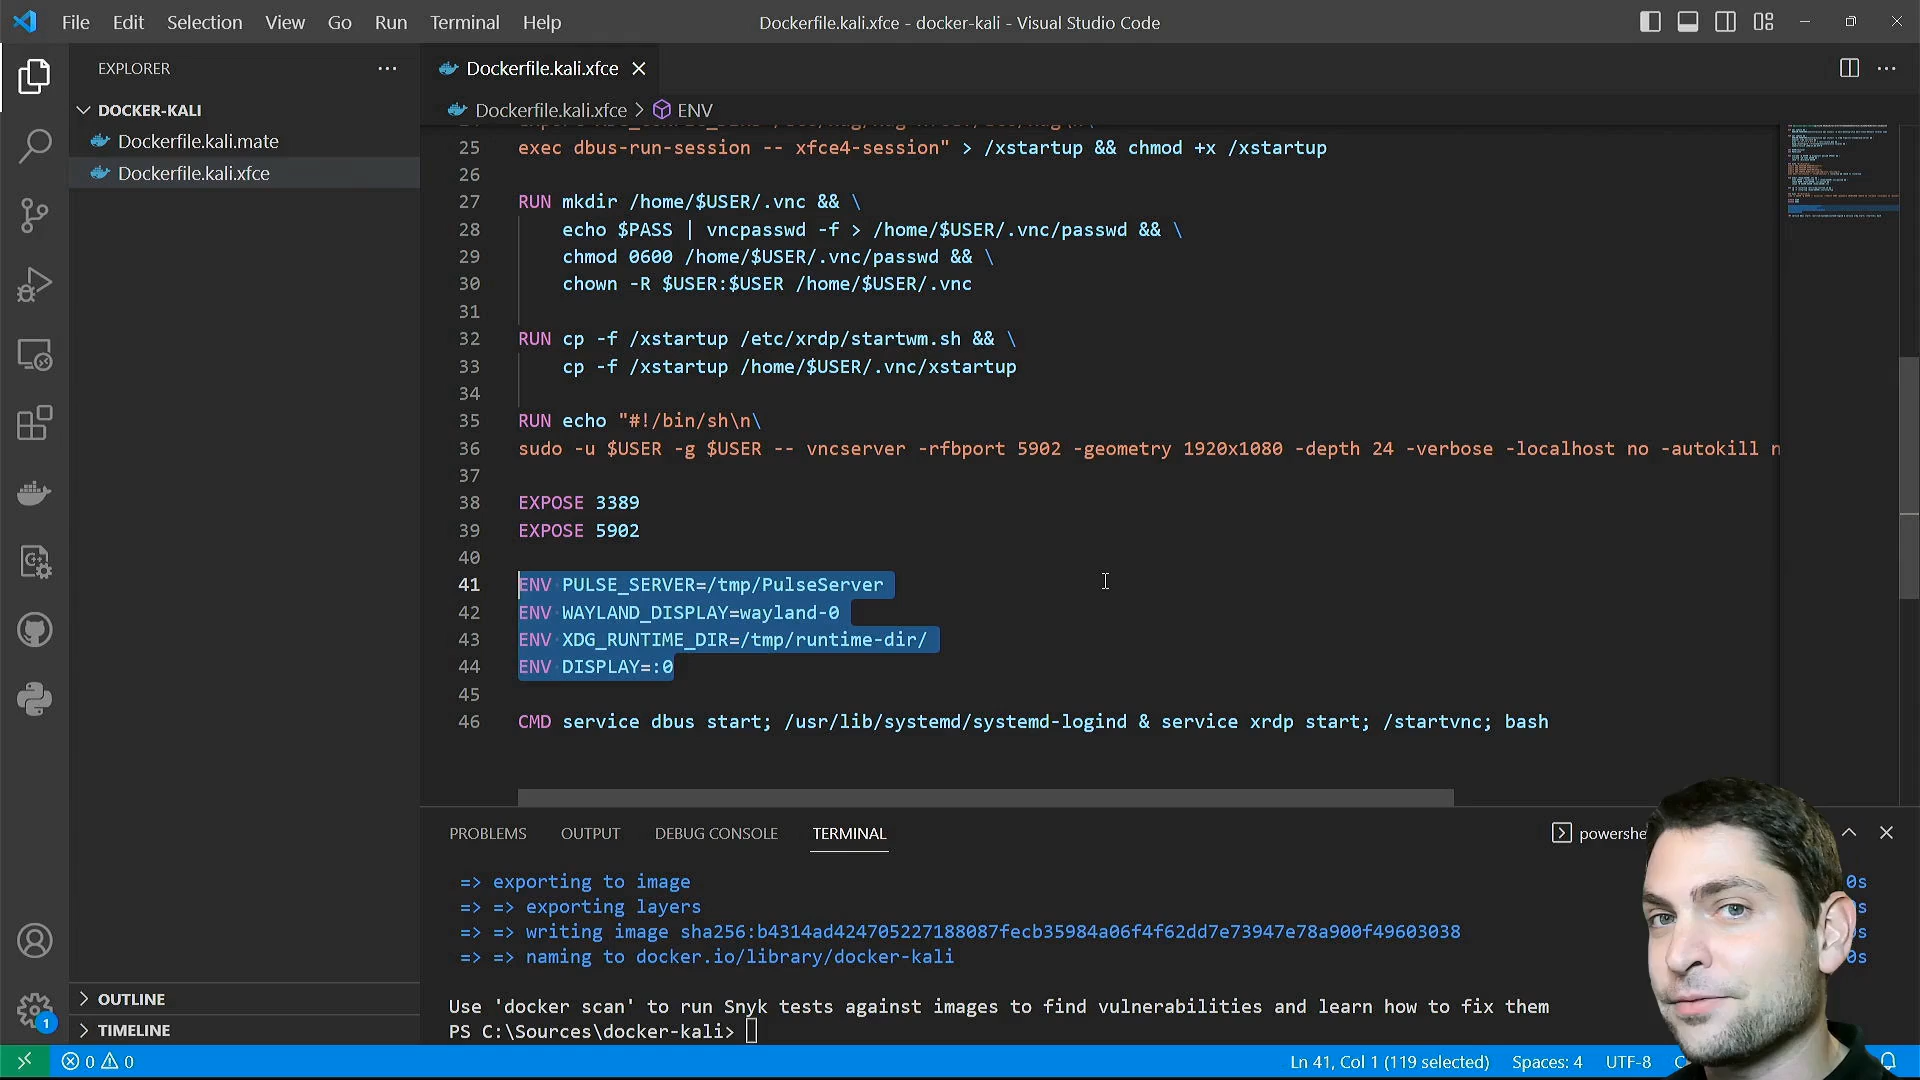 File Edit Selection View Go Run Terminal Help
Dockerfile.kali.xfce - docker-kali - Visual Studio Code
EXPLORER
DOCKER-KALI
Dockerfile.kali.mate
Dockerfile.kali.xfce
OUTLINE
TIMELINE
Dockerfile.kali.xfce
Dockerfile.kali.xfce > ENV
25 exec dbus-run-session -- xfce4-session" > /xstartup && chmod +x /xstartup
26
27 RUN mkdir /home/$USER/.vnc && \
28 echo $PASS | vncpasswd -f > /home/$USER/.vnc/passwd && \
29 chmod 0600 /home/$USER/.vnc/passwd && \
30 chown -R $USER:$USER /home/$USER/.vnc
31
32 RUN cp -f /xstartup /etc/xrdp/startwm.sh && \
33 cp -f /xstartup /home/$USER/.vnc/xstartup
34
35 RUN echo "#!/bin/sh\n\
36 sudo -u $USER -g $USER -- vncserver -rfbport 5902 -geometry 1920x1080 -depth 24 -verbose -localhost no -autokill n
37
38 EXPOSE 3389
39 EXPOSE 5902
40
41 ENV PULSE_SERVER=/tmp/PulseServer
42 ENV WAYLAND_DISPLAY=wayland-0
43 ENV XDG_RUNTIME_DIR=/tmp/runtime-dir/
44 ENV DISPLAY=:0
45
46 CMD service dbus start; /usr/lib/systemd/systemd-logind & service xrdp start; /startvnc; bash
PROBLEMS OUTPUT DEBUG CONSOLE TERMINAL
powershe
=> exporting to image 0s
=> => exporting layers
=> => writing image sha256:b4314ad424705227188087fecb35984a06f4f62dd7e73947e78a900f49603038
=> => naming to docker.io/library/docker-kali 0s
Use 'docker scan' to run Snyk tests against images to find vulnerabilities and learn how to fix them
PS C:\Sources\docker-kali>
1
0 0
Ln 41, Col 1 (119 selected) Spaces: 4 UTF-8